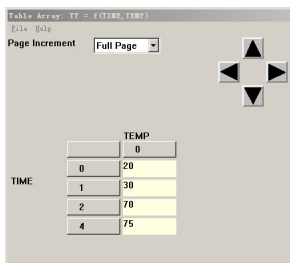 Table Array: TT = f(TIME,TEMP)
File Help
Page Increment Full Page
TEMP
0
TIME
0 20
1 30
2 70
4 75